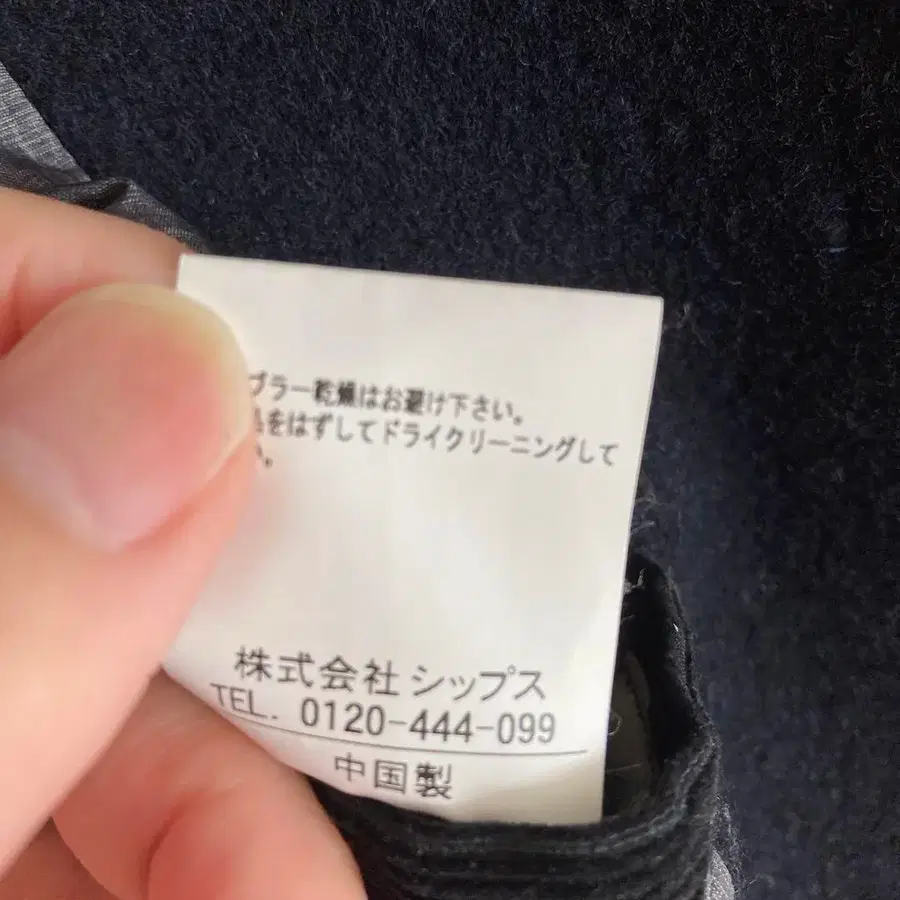 ブラー乾燥はお避け下さい。
をはずしてドライクリーニングして
。
株式会社 シップス
TEL. 0120-444-099
中国製